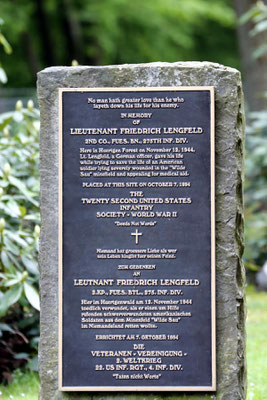 No man hath greater love than he who
layeth down his life for his enemy.
IN MEMORY
OF
LIEUTENANT FRIEDRICH LENGFELD
2ND CO., FUS. BN., 275TH INF. DIV.
Here in Huertgen Forest on November 12, 1944,
Lt. Lengfeld, a German officer, gave his life
while trying to save the life of an American
soldier lying severly wounded in the "Wilde
Sau" minefield and appealing for medical aid.
PLACED AT THIS SITE ON OCTOBER 7, 1994
THE
TWENTY SECOND UNITED STATES
INFANTRY
SOCIETY - WORLD WAR II
"Deeds Not Words"
Niemand hat groessere Liebe als wer
sein Leben hingibt fuer seinen Feind.
ZUR GEDENKEN
AN
LEUTNANT FRIEDRICH LENGFELD
2.KP., FUES. BTL., 275. INF. DIV.
Hier im Huertgenwald am 12. November 1944
toedlich verwundet, als er einen um Hilfe
rufenden schwerverwundeten amerikanischen
Soldaten aus dem Minenfeld "Wilde Sau"
im Niemandsland retten wollte.
ERRICHTET AM 7. OKTOBER 1994
DIE
VETERANEN - VEREINIGUNG -
2. WELTKRIEG
22. US INF. RGT., 4. INF. DIV.
"Taten nicht Worte"